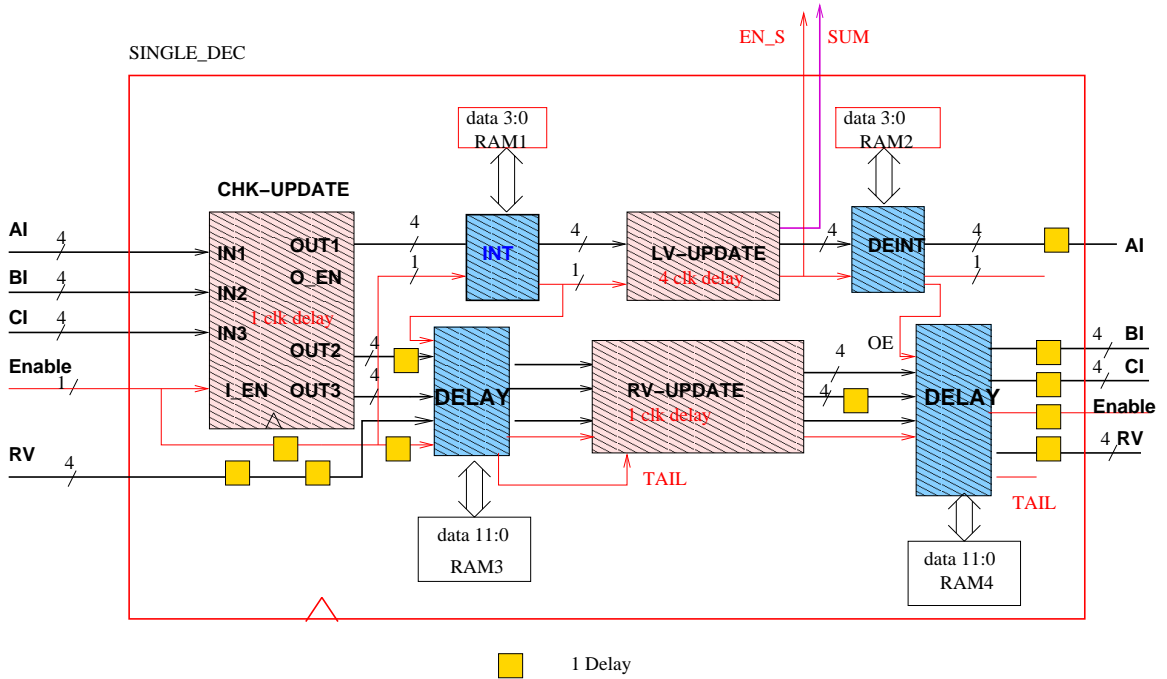 EN_S SUM
SINGLE_DEC
data 3:0
RAM1
data 3:0
RAM2
CHK–UPDATE
AI 4
IN1 OUT1 4
INT
4
LV–UPDATE
4
DEINT
4
AI
O_EN
1
1
4 clk delay
1
BI 4
IN2
1 clk delay
CI 4
IN3
OUT2 4
OE
4 BI
4
RV–UPDATE
4
4 CI
Enable
1
I_EN OUT3 4
DELAY
1 clk delay
DELAY
Enable
RV
4
4 RV
TAIL
TAIL
data 11:0
RAM3
data 11:0
RAM4
1 Delay